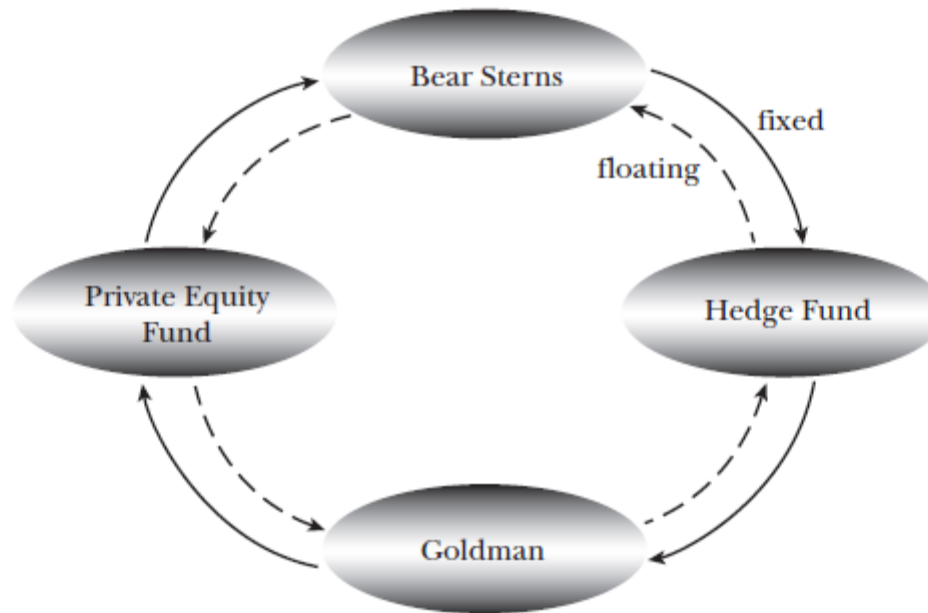 Bear Sterns
fixed
floating
Private Equity
Fund
Hedge Fund
Goldman